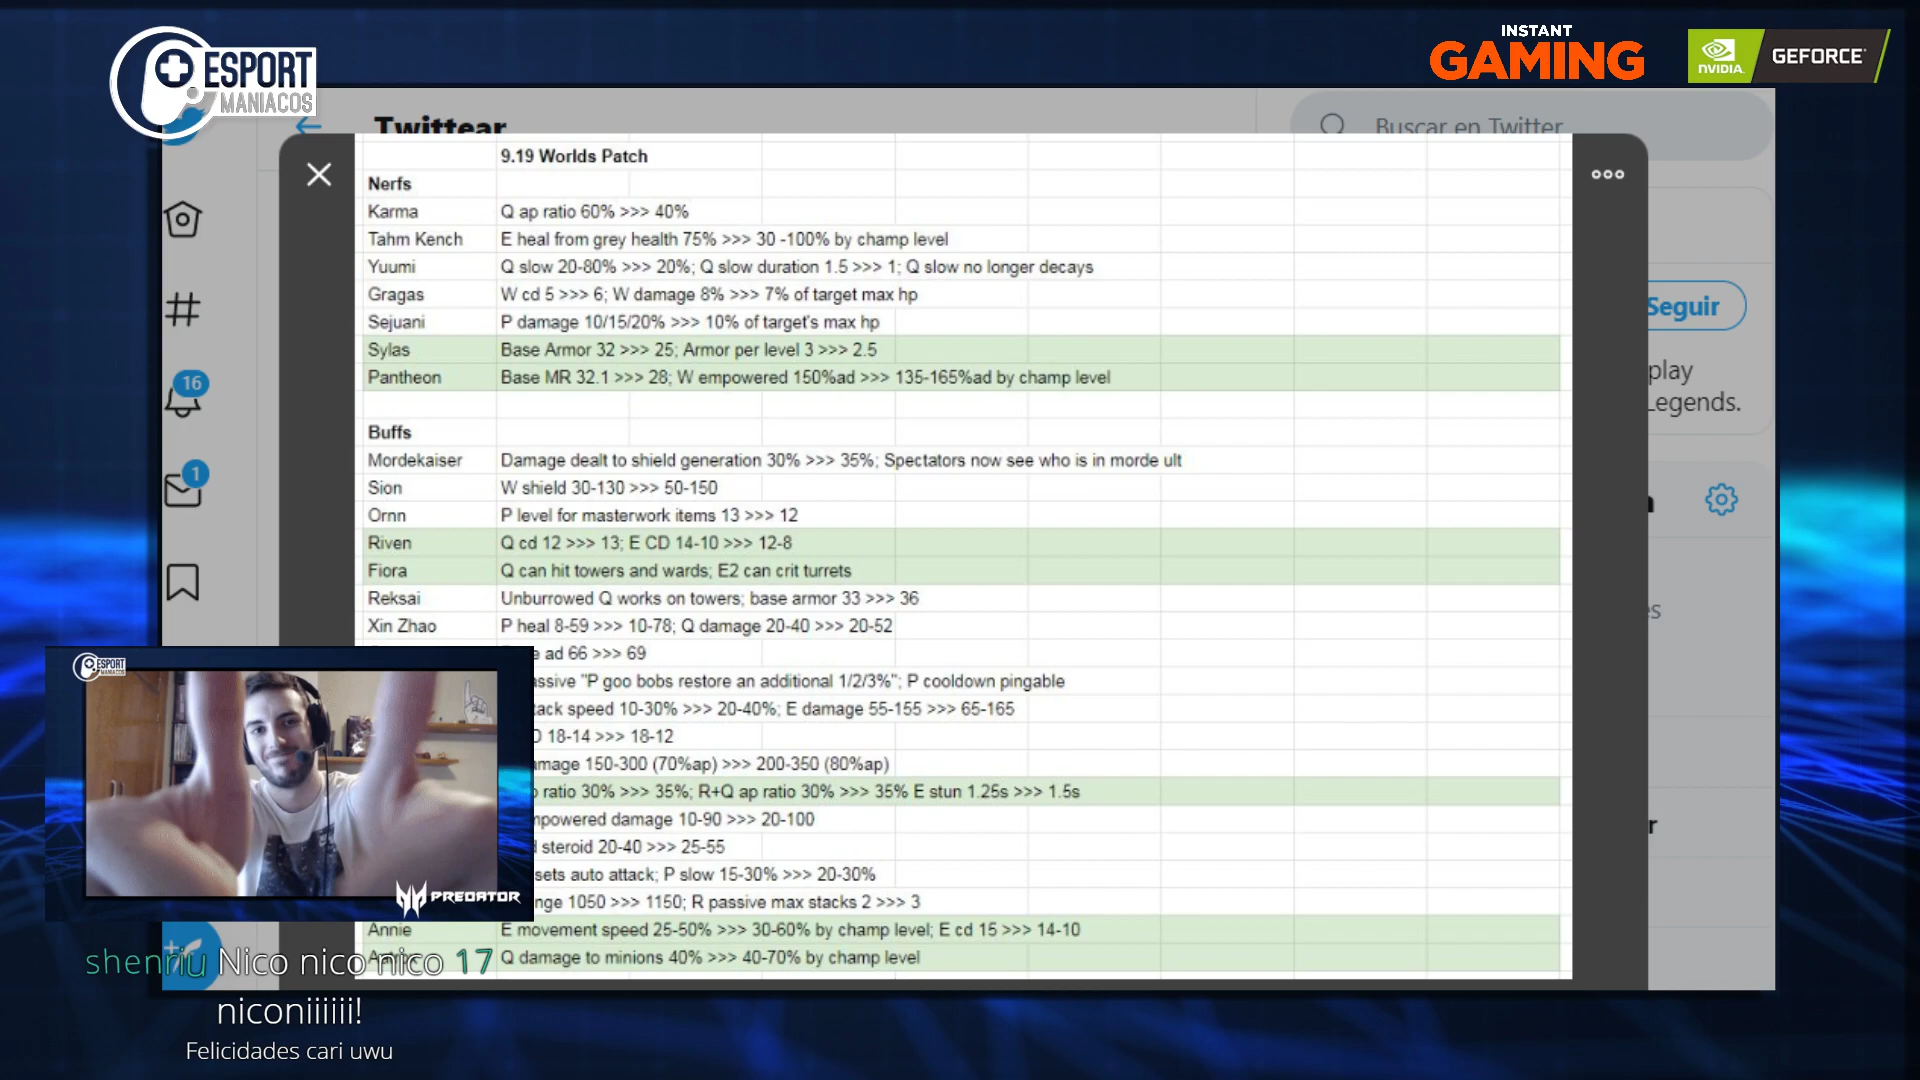 ESPORT
MANIACOS
INSTANT
GAMING
NVIDIA.
GEFORCE
Twittear
Buscar en Twitter
9.19 Worlds Patch
Nerfs
Karma Q ap ratio 60% >>> 40%
Tahm Kench E heal from grey health 75% >>> 30 -100% by champ level
Yuumi Q slow 20-80% >>> 20%; Q slow duration 1.5 >>> 1; Q slow no longer decays
Gragas W cd 5 >>> 6; W damage 8% >>> 7% of target max hp
Sejuani P damage 10/15/20% >>> 10% of target's max hp
Sylas Base Armor 32 >>> 25; Armor per level 3 >>> 2.5
Pantheon Base MR 32.1 >>> 28; W empowered 150%ad >>> 135-165%ad by champ level
Buffs
Mordekaiser Damage dealt to shield generation 30% >>> 35%; Spectators now see who is in morde ult
Sion W shield 30-130 >>> 50-150
Ornn P level for masterwork items 13 >>> 12
Riven Q cd 12 >>> 13; E CD 14-10 >>> 12-8
Fiora Q can hit towers and wards; E2 can crit turrets
Reksai Unburrowed Q works on towers; base armor 33 >>> 36
Xin Zhao P heal 8-59 >>> 10-78; Q damage 20-40 >>> 20-52
ad 66 >>> 69
assive "P goo bobs restore an additional 1/2/3%"; P cooldown pingable
tack speed 10-30% >>> 20-40%; E damage 55-155 >>> 65-165
18-14 >>> 18-12
amage 150-300 (70%ap) >>> 200-350 (80%ap)
ratio 30% >>> 35%; R+Q ap ratio 30% >>> 35% E stun 1.25s >>> 1.5s
mpowered damage 10-90 >>> 20-100
steroid 20-40 >>> 25-55
sets auto attack; P slow 15-30% >>> 20-30%
nge 1050 >>> 1150; R passive max stacks 2 >>> 3
Annie E movement speed 25-50% >>> 30-60% by champ level; E cd 15 >>> 14-10
Q damage to minions 40% >>> 40-70% by champ level
16
1
Seguir
play
Legends.
es
r
ESPORT
MANIACOS
PREDATOR
shenriu Nico nico nico 17
niconiiiiii!
Felicidades cari uwu